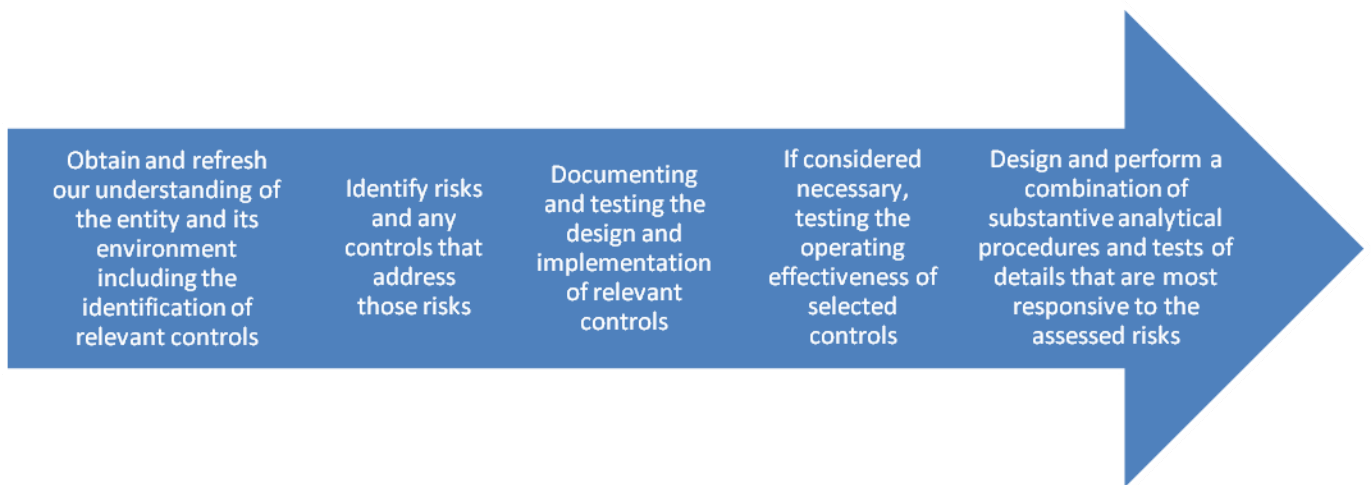 Obtain and refresh
our understanding of
the entity and its
environment
including the
identification of
relevant controls
Identify risks
and any
controls that
address
those risks
Documenting
and testing the
design and
implementation
of relevant
controls
If considered
necessary,
testing the
operating
effectiveness of
selected
controls
Design and perform a
combination of
substantive analytical
procedures and tests of
details that are most
responsive to the
assessed risks